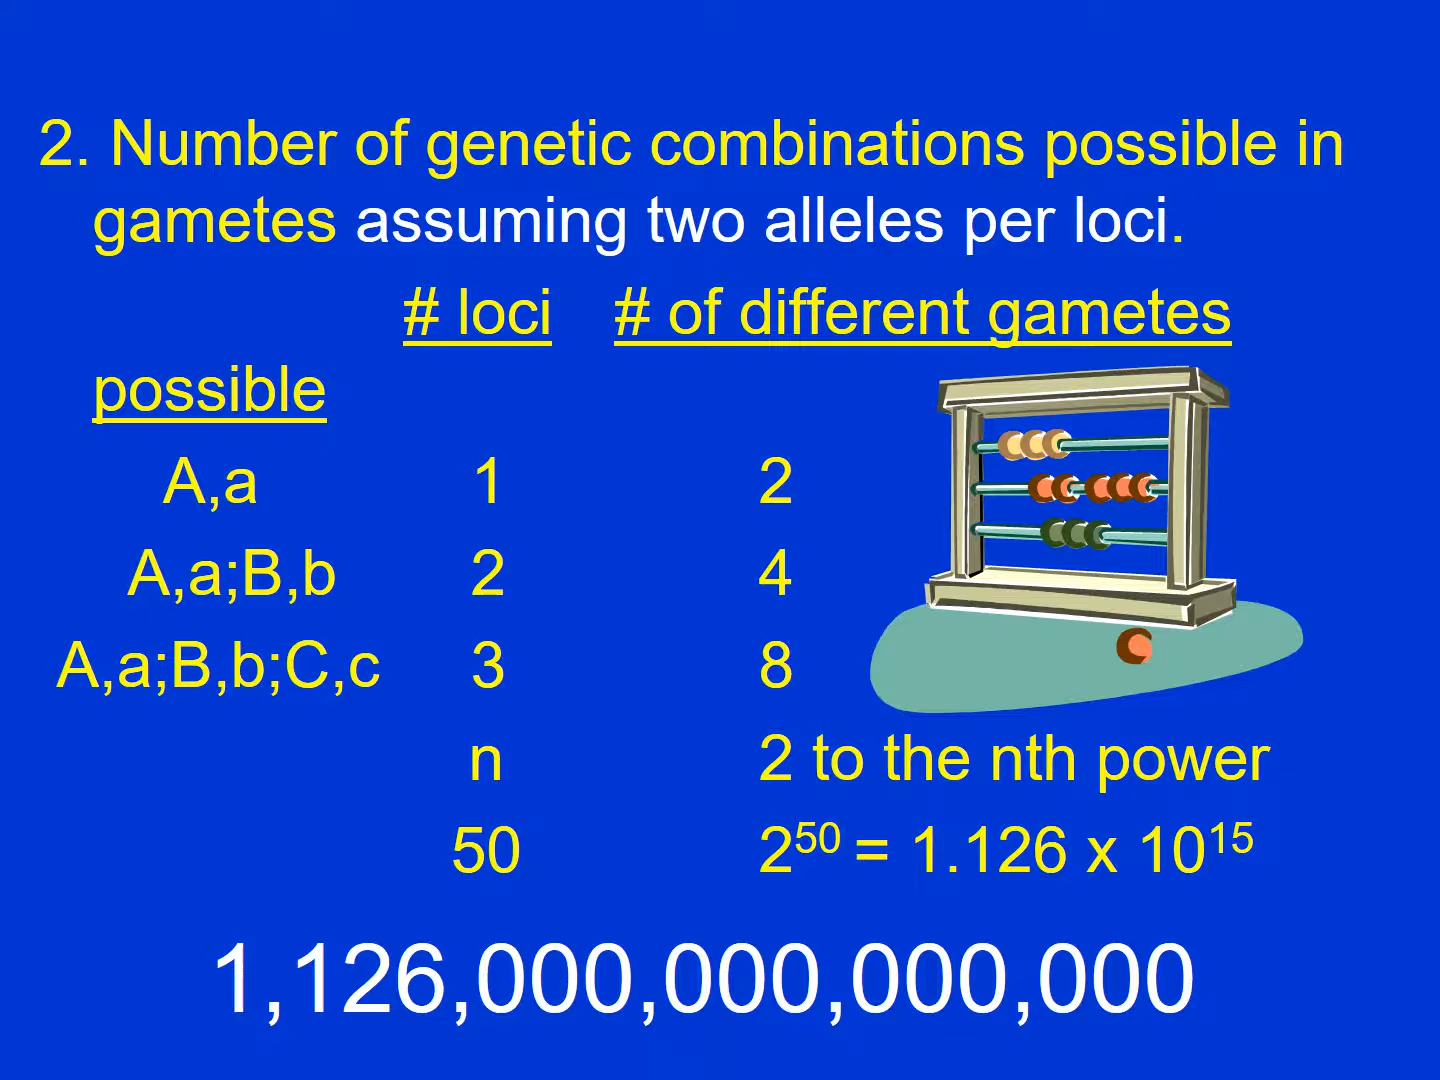 2. Number of genetic combinations possible in
gametes assuming two alleles per loci.
# loci # of different gametes
possible
A,a 1 2
A,a;B,b 2 4
A,a;B,b;C,c 3 8
n 2 to the nth power
50 2⁵⁰ = 1.126 x 10¹⁵
1,126,000,000,000,000